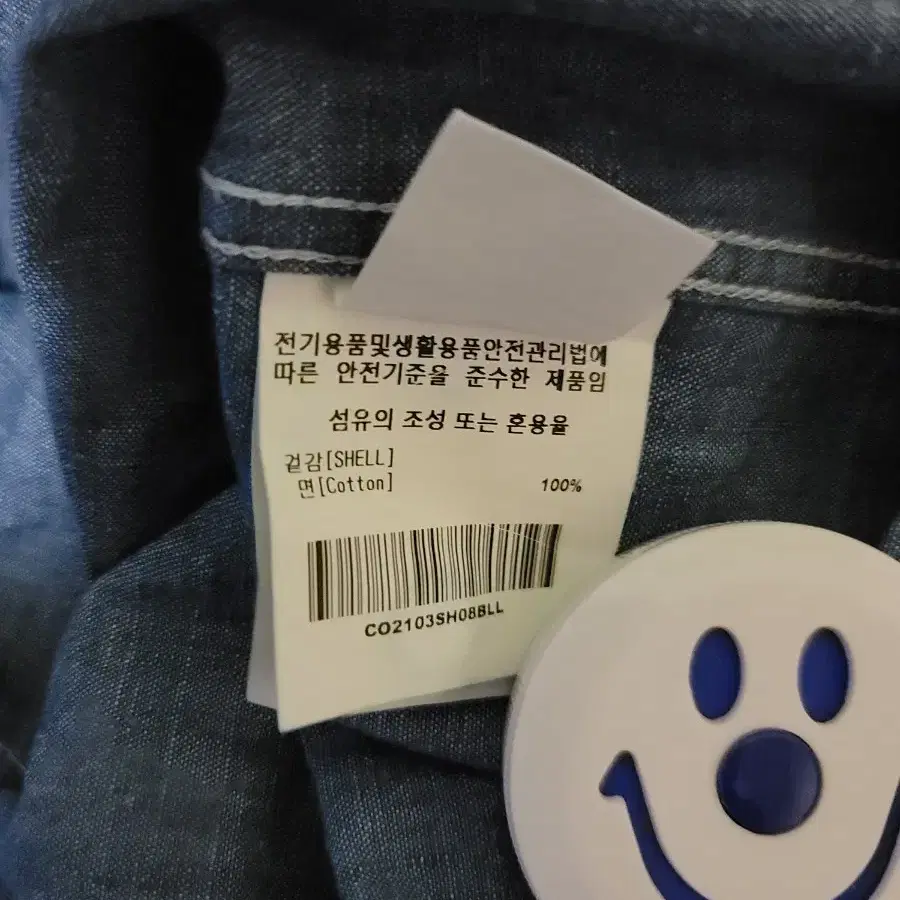 전기용품및생활용품안전관리법에
따른 안전기준을 준수한 제품임
섬유의 조성 또는 혼용율
겉감[SHELL]
면[Cotton] 100%
CO2103SH08BLL